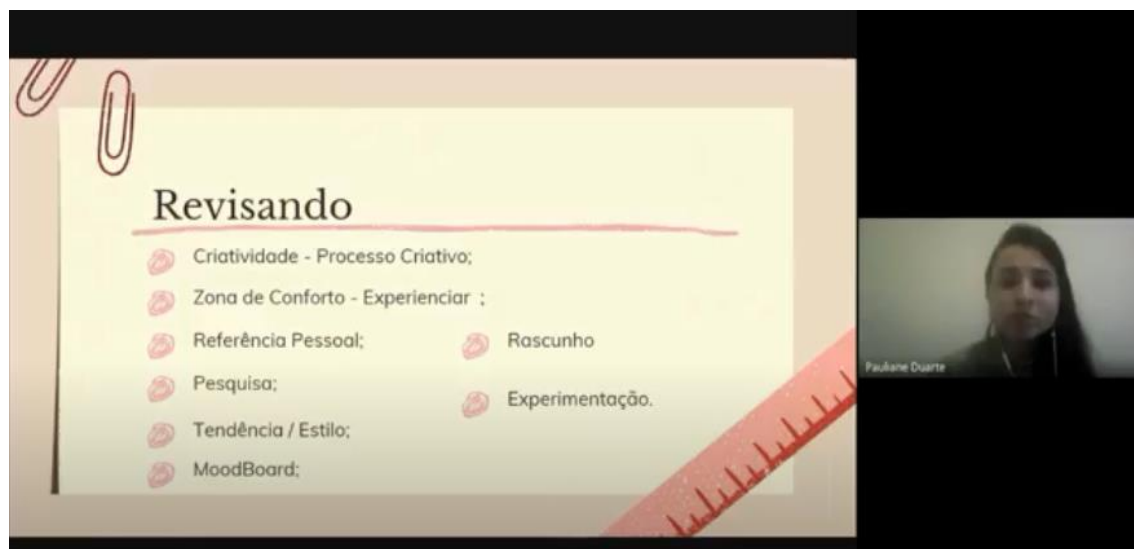 Revisando
Criatividade - Processo Criativo;
Zona de Conforto - Experienciar ;
Referência Pessoal;
Pesquisa;
Tendência / Estilo;
MoodBoard;
Rascunho
Experimentação.
Pauliane Duarte